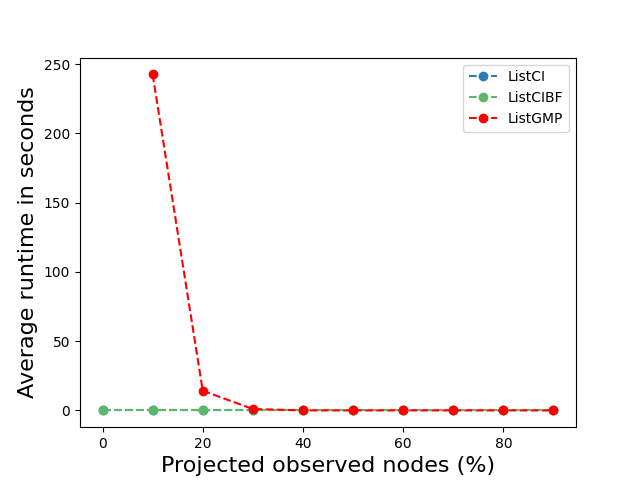 250
200
150
100
50
0
Average runtime in seconds
ListCI
ListCIBF
ListGMP
0 20 40 60 80
Projected observed nodes (%)